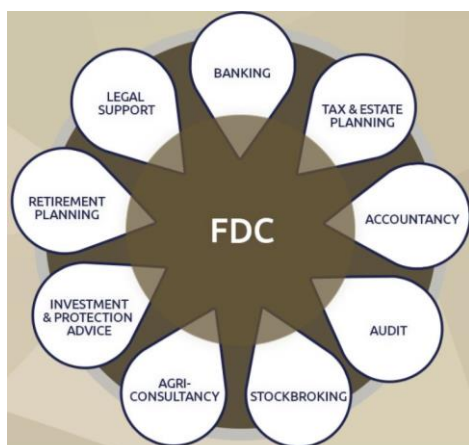 BANKING
TAX & ESTATE
PLANNING
ACCOUNTANCY
AUDIT
STOCKBROKING
AGRI-
CONSULTANCY
INVESTMENT
& PROTECTION
ADVICE
RETIREMENT
PLANNING
LEGAL
SUPPORT
FDC